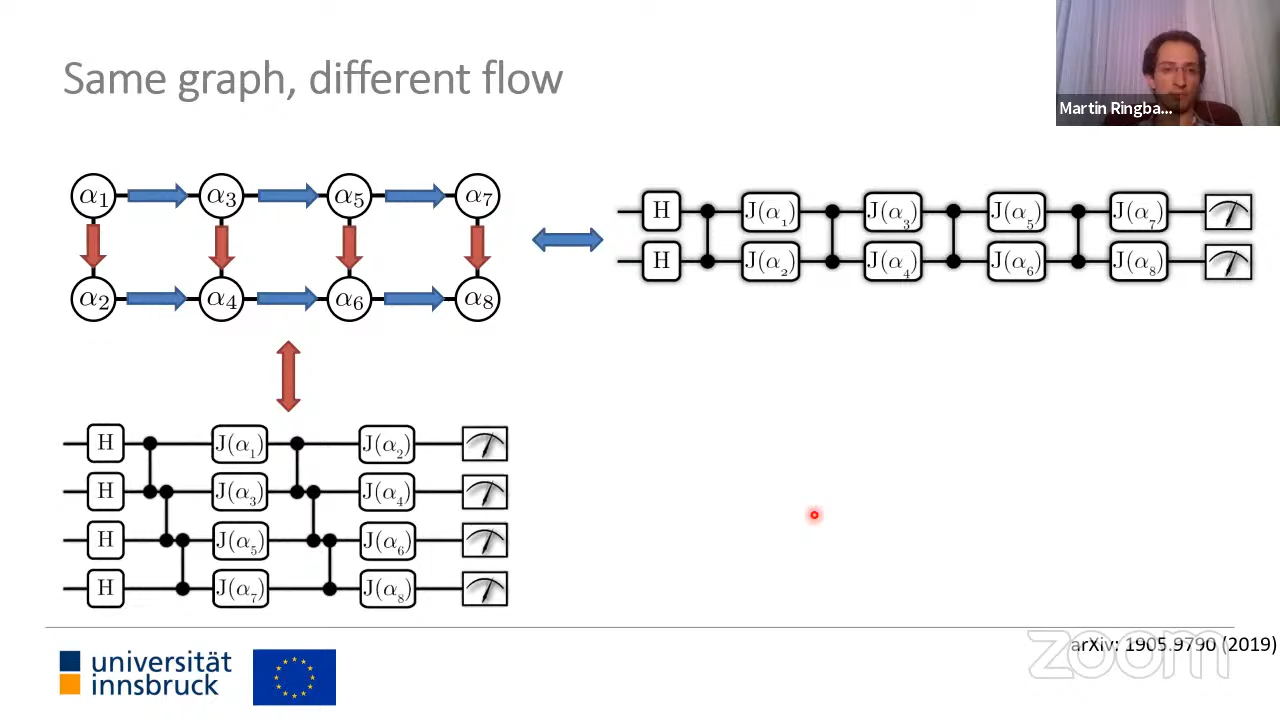 Same graph, different flow
Martin Ringba...
α1 α3 α5 α7
α2 α4 α6 α8
H J(α1) J(α3) J(α5) J(α7)
H J(α2) J(α4) J(α6) J(α8)
H J(α1) J(α2)
H J(α3) J(α4)
H J(α5) J(α6)
H J(α7) J(α8)
universität
innsbruck
arXiv: 1905.9790 (2019)
zoom